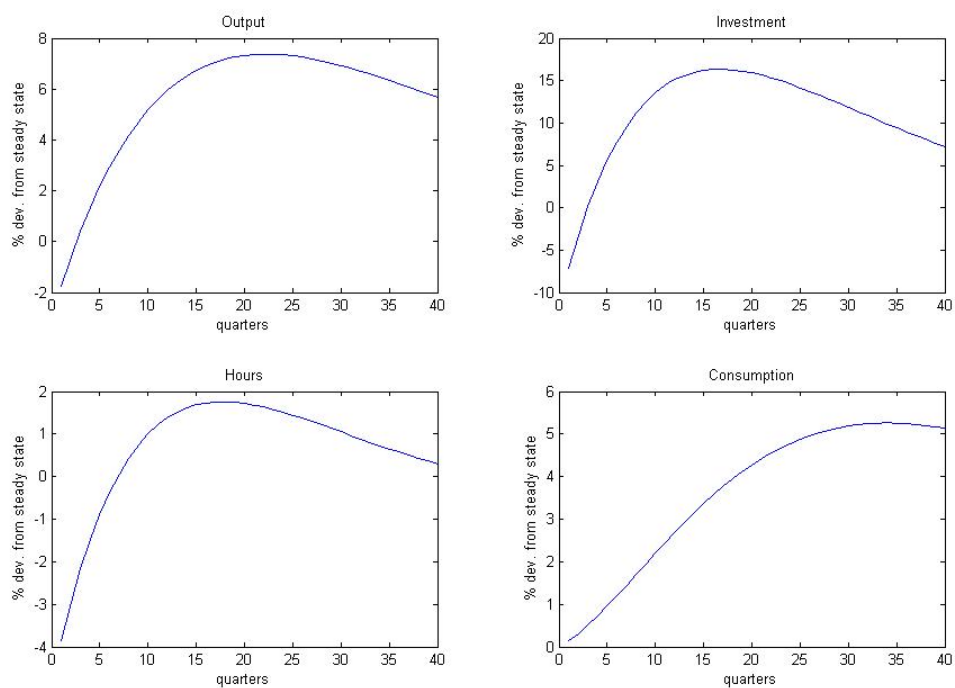 Output
8
6
4
2
0
-2
% dev. from steady state
0 5 10 15 20 25 30 35 40
quarters
Investment
20
15
10
5
0
-5
-10
% dev. from steady state
0 5 10 15 20 25 30 35 40
quarters
Hours
2
1
0
-1
-2
-3
-4
% dev. from steady state
0 5 10 15 20 25 30 35 40
quarters
Consumption
6
5
4
3
2
1
0
% dev. from steady state
0 5 10 15 20 25 30 35 40
quarters